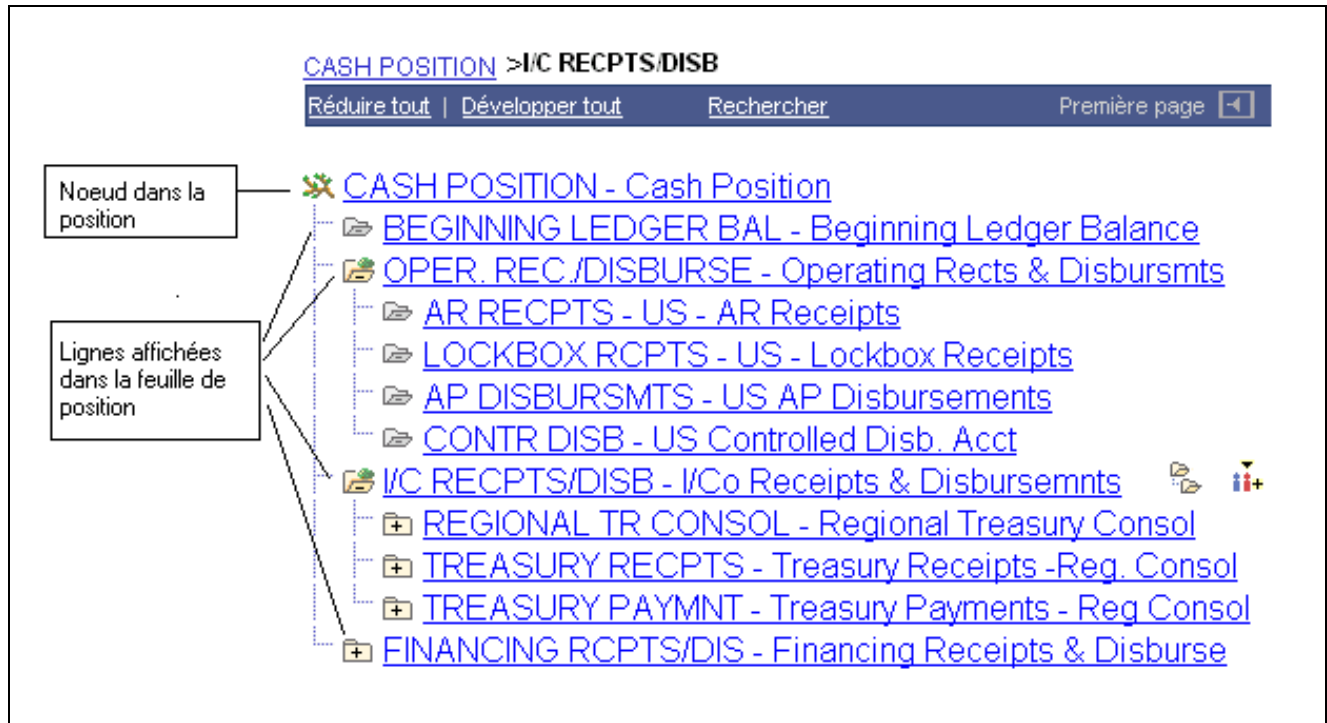 CASH POSITION >I/C RECPTS/DISB
Réduire tout | Développer tout Rechercher Première page
Noeud dans la
position
CASH POSITION - Cash Position
BEGINNING LEDGER BAL - Beginning Ledger Balance
OPER. REC./DISBURSE - Operating Rects & Disbursmts
AR RECPTS - US - AR Receipts
LOCKBOX RCPTS - US - Lockbox Receipts
AP DISBURSMTS - US AP Disbursements
CONTR DISB - US Controlled Disb. Acct
Lignes affichées
dans la feuille de
position
I/C RECPTS/DISB - I/Co Receipts & Disbursemnts
REGIONAL TR CONSOL - Regional Treasury Consol
TREASURY RECPTS - Treasury Receipts -Reg. Consol
TREASURY PAYMNT - Treasury Payments - Reg Consol
FINANCING RCPTS/DIS - Financing Receipts & Disburse